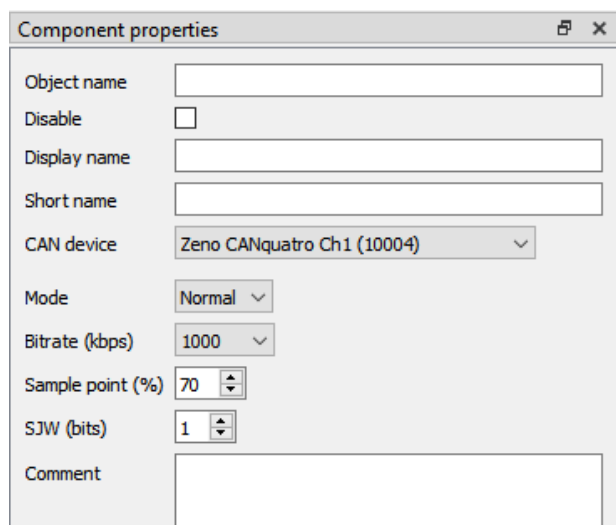 Component properties
Object name
Disable
Display name
Short name
CAN device Zeno CANquatro Ch1 (10004)
Mode Normal
Bitrate (kbps) 1000
Sample point (%) 70
SJW (bits) 1
Comment